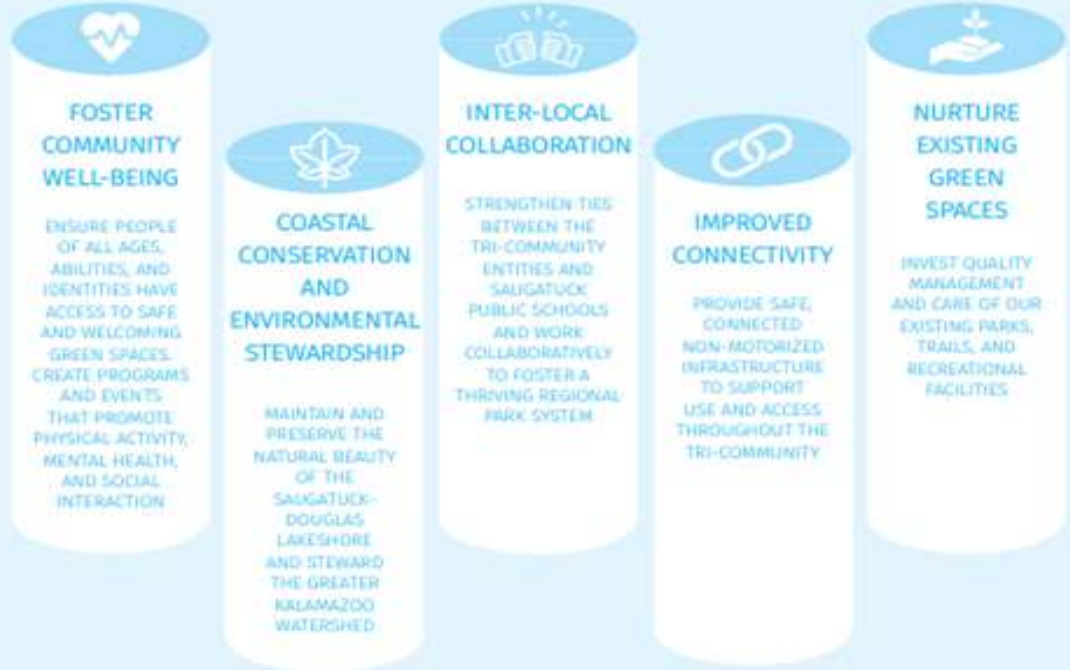 FOSTER
COMMUNITY
WELL-BEING
ENSURE PEOPLE
OF ALL AGES,
ABILITIES, AND
IDENTITIES HAVE
ACCESS TO SAFE
AND WELCOMING
GREEN SPACES.
CREATE PROGRAMS
AND EVENTS
THAT PROMOTE
PHYSICAL ACTIVITY,
MENTAL HEALTH,
AND SOCIAL
INTERACTION
COASTAL
CONSERVATION
AND
ENVIRONMENTAL
STEWARDSHIP
MAINTAIN AND
PRESERVE THE
NATURAL BEAUTY
OF THE
SAUGATUCK-
DOUGLAS
LAKESHORE
AND STEWARD
THE GREATER
KALAMAZOO
WATERSHED
INTER-LOCAL
COLLABORATION
STRENGTHEN TIES
BETWEEN THE
TRI-COMMUNITY
ENTITIES AND
SAUGATUCK
PUBLIC SCHOOLS
AND WORK
COLLABORATIVELY
TO FOSTER A
THRIVING REGIONAL
PARK SYSTEM
IMPROVED
CONNECTIVITY
PROVIDE SAFE,
CONNECTED
NON-MOTORIZED
INFRASTRUCTURE
TO SUPPORT
USE AND ACCESS
THROUGHOUT THE
TRI-COMMUNITY
NURTURE
EXISTING
GREEN
SPACES
INVEST QUALITY
MANAGEMENT
AND CARE OF OUR
EXISTING PARKS,
TRAILS, AND
RECREATIONAL
FACILITIES